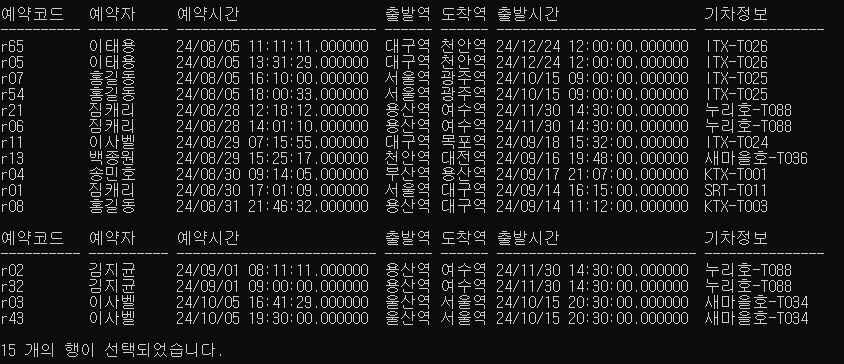 예약코드 예약자 예약시간 출발역 도착역 출발시간 기차정보
---------- ---------- ------------------------- ------ ------ ------------------------- ---------------
r65 이태용 24/08/05 11:11:11.000000 대구역 천안역 24/12/24 12:00:00.000000 ITX-T026
r05 이태용 24/08/05 13:31:29.000000 대구역 천안역 24/12/24 12:00:00.000000 ITX-T026
r07 홍길동 24/08/05 16:10:00.000000 서울역 광주역 24/10/15 09:00:00.000000 ITX-T025
r54 홍길동 24/08/05 18:00:33.000000 서울역 광주역 24/10/15 09:00:00.000000 ITX-T025
r21 짐캐리 24/08/28 12:18:12.000000 용산역 여수역 24/11/30 14:30:00.000000 누리호-T088
r06 짐캐리 24/08/28 14:01:10.000000 용산역 여수역 24/11/30 14:30:00.000000 누리호-T088
r11 이사벨 24/08/29 07:15:55.000000 대구역 목포역 24/09/18 15:32:00.000000 ITX-T024
r13 백종원 24/08/29 15:25:17.000000 천안역 대전역 24/09/16 19:48:00.000000 새마을호-T036
r04 송민호 24/08/30 09:14:05.000000 부산역 용산역 24/09/17 21:07:00.000000 KTX-T001
r01 짐캐리 24/08/30 17:01:09.000000 서울역 대구역 24/09/14 16:15:00.000000 SRT-T011
r08 홍길동 24/08/31 21:46:32.000000 용산역 대구역 24/09/14 11:12:00.000000 KTX-T003
예약코드 예약자 예약시간 출발역 도착역 출발시간 기차정보
---------- ---------- ------------------------- ------ ------ ------------------------- ---------------
r02 김지균 24/09/01 08:11:11.000000 용산역 여수역 24/11/30 14:30:00.000000 누리호-T088
r32 김지균 24/09/01 09:00:00.000000 용산역 여수역 24/11/30 14:30:00.000000 누리호-T088
r03 이사벨 24/10/05 16:41:29.000000 울산역 서울역 24/10/15 20:30:00.000000 새마을호-T034
r43 이사벨 24/10/05 19:30:00.000000 울산역 서울역 24/10/15 20:30:00.000000 새마을호-T034
15 개의 행이 선택되었습니다.